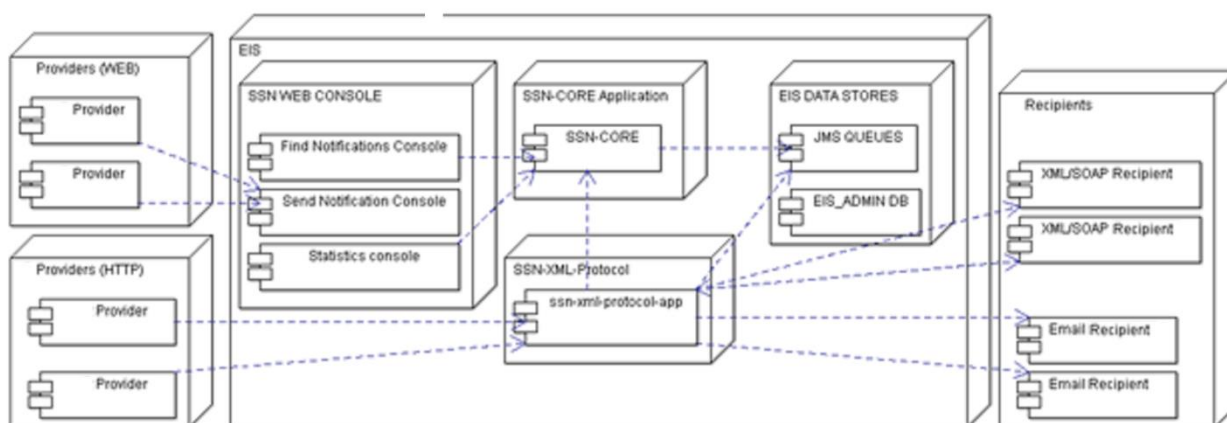 EIS
Providers (WEB)
Provider
Provider
Providers (HTTP)
Provider
Provider
SSN WEB CONSOLE
Find Notifications Console
Send Notification Console
Statistics console
SSN-CORE Application
SSN-CORE
SSN-XML-Protocol
ssn-xml-protocol-app
EIS DATA STORES
JMS QUEUES
EIS_ADMIN DB
Recipients
XML/SOAP Recipient
XML/SOAP Recipient
Email Recipient
Email Recipient